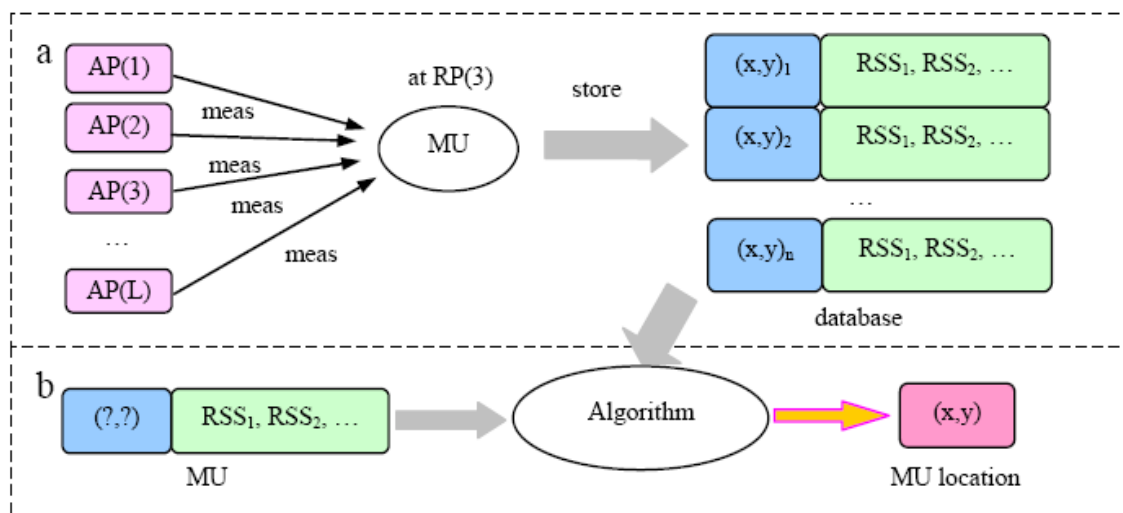 a
AP(1)
AP(2)
AP(3)
…
AP(L)
meas
meas
meas
meas
at RP(3)
MU
store
(x,y)₁ RSS₁, RSS₂, …
(x,y)₂ RSS₁, RSS₂, …
…
(x,y)ₙ RSS₁, RSS₂, …
database
b
(?,?) RSS₁, RSS₂, …
MU
Algorithm
(x,y)
MU location